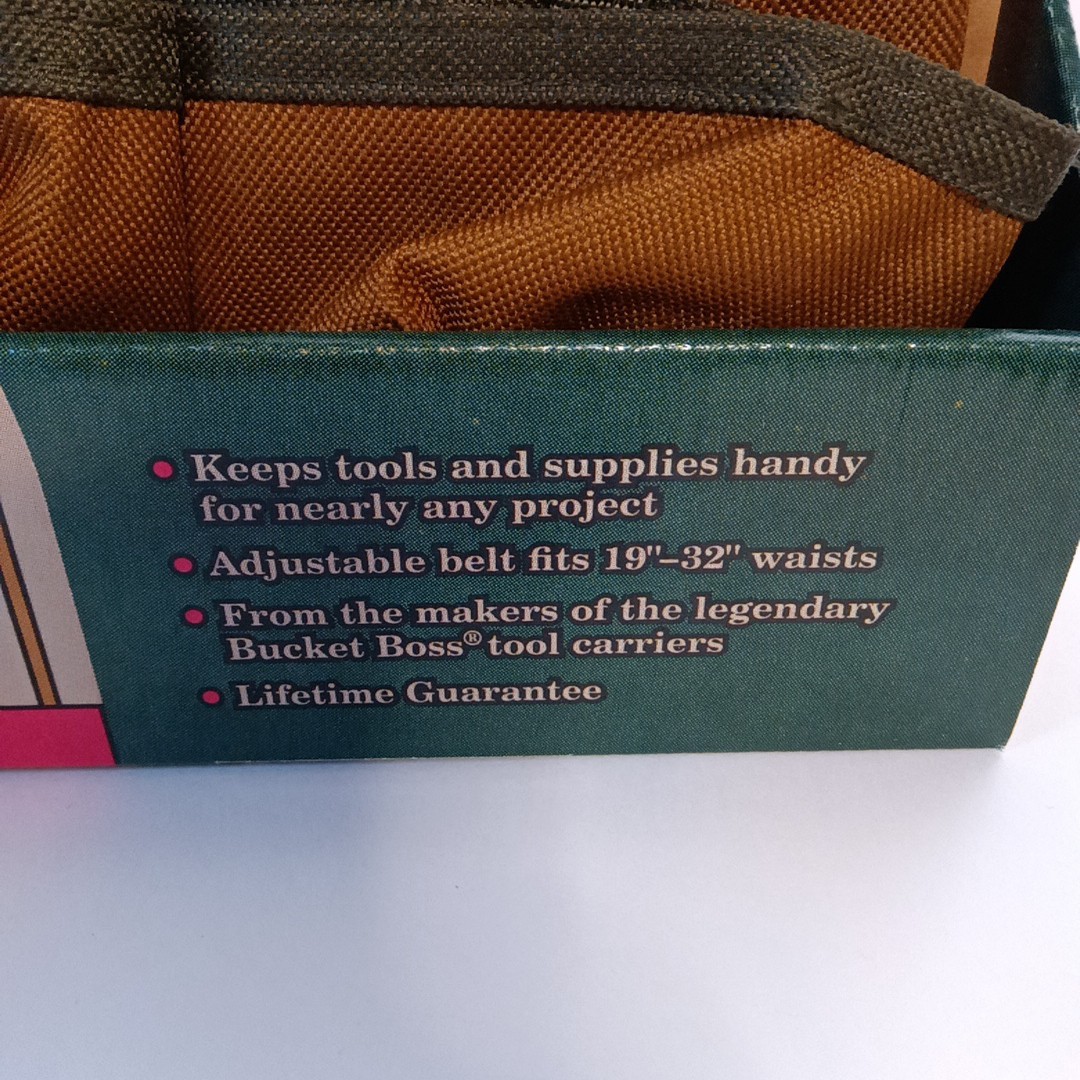 • Keeps tools and supplies handy
for nearly any project
• Adjustable belt fits 19"–32" waists
• From the makers of the legendary
Bucket Boss® tool carriers
• Lifetime Guarantee